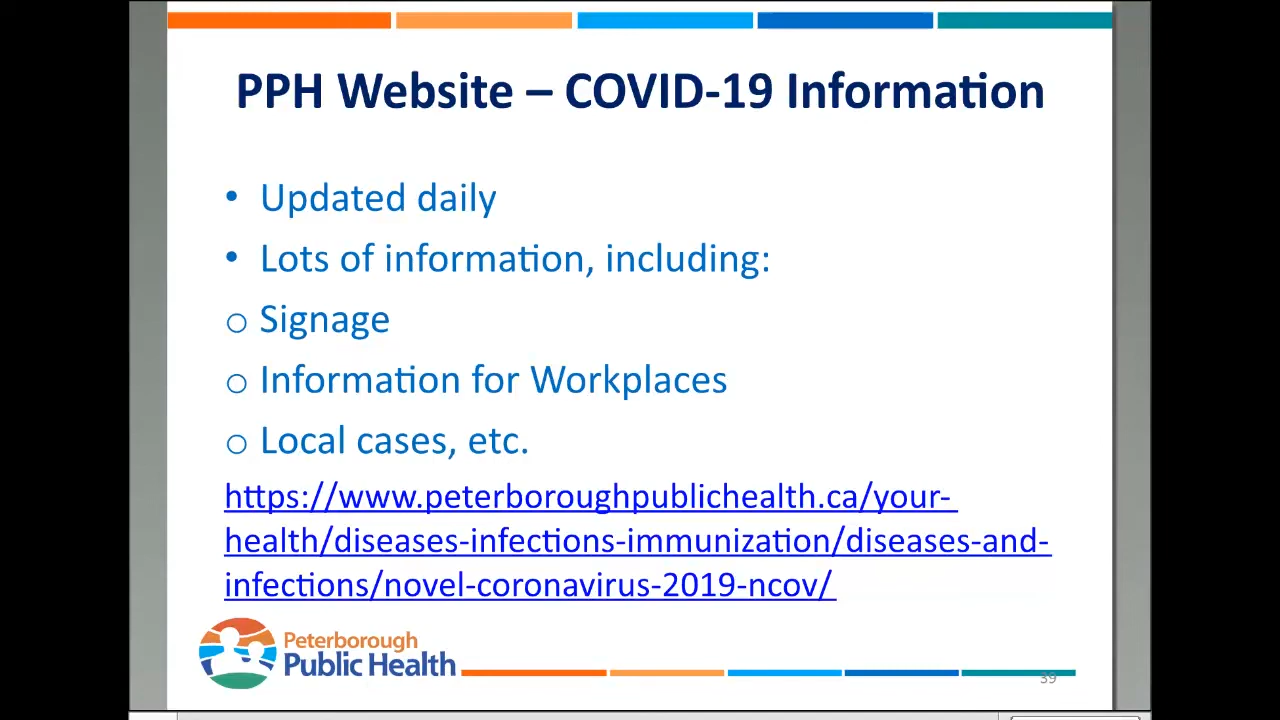 PPH Website – COVID-19 Information
• Updated daily
• Lots of information, including:
o Signage
o Information for Workplaces
o Local cases, etc.
https://www.peterboroughpublichealth.ca/your-
health/diseases-infections-immunization/diseases-and-
infections/novel-coronavirus-2019-ncov/
Peterborough
Public Health
39